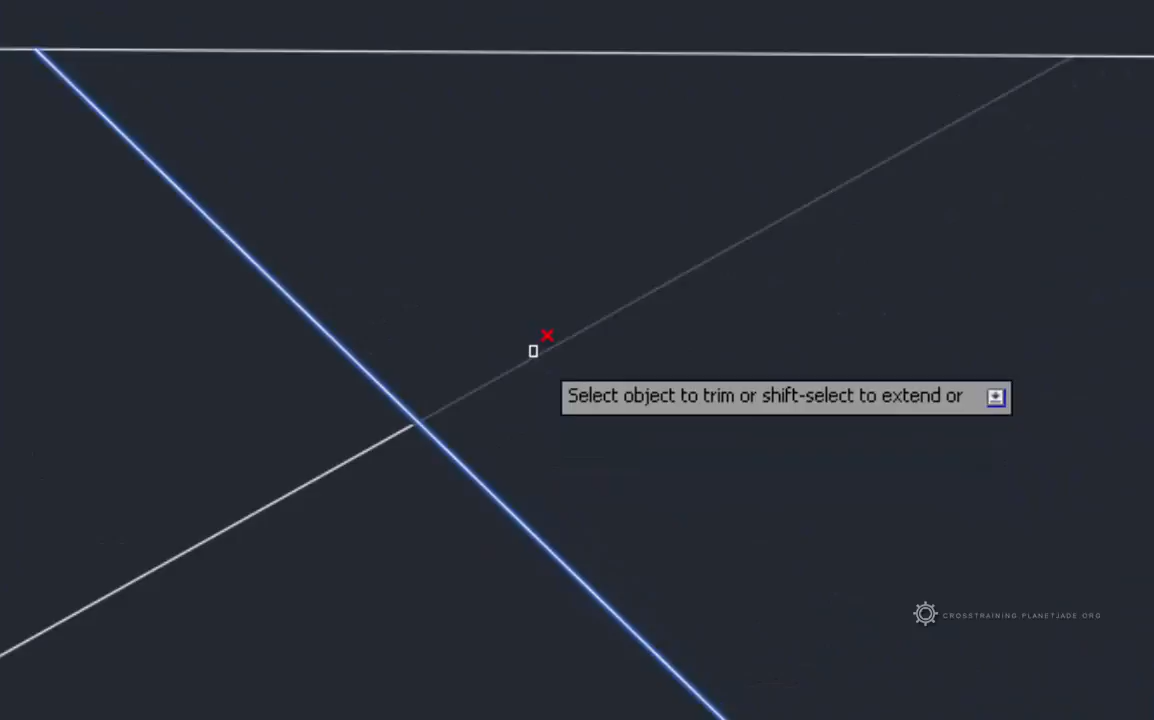 Select object to trim or shift-select to extend or
CROSSTRAINING.PLANETJADE.ORG